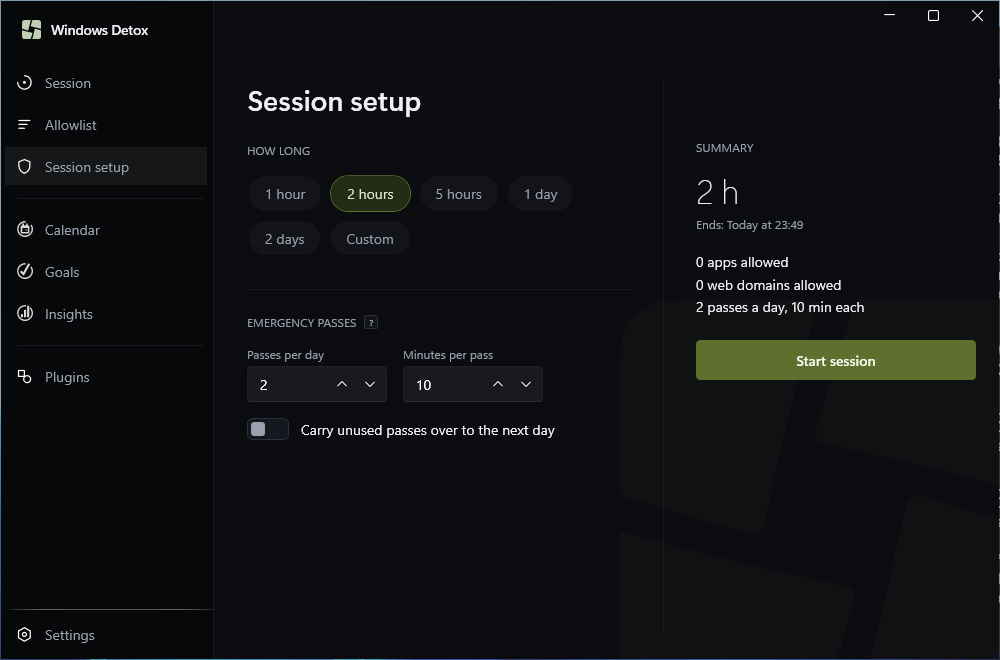 Windows Detox
Session
Allowlist
Session setup
Calendar
Goals
Insights
Plugins
Settings
Session setup
HOW LONG
1 hour
2 hours
5 hours
1 day
2 days
Custom
EMERGENCY PASSES ?
Passes per day
Minutes per pass
2
10
Carry unused passes over to the next day
SUMMARY
2 h
Ends: Today at 23:49
0 apps allowed
0 web domains allowed
2 passes a day, 10 min each
Start session